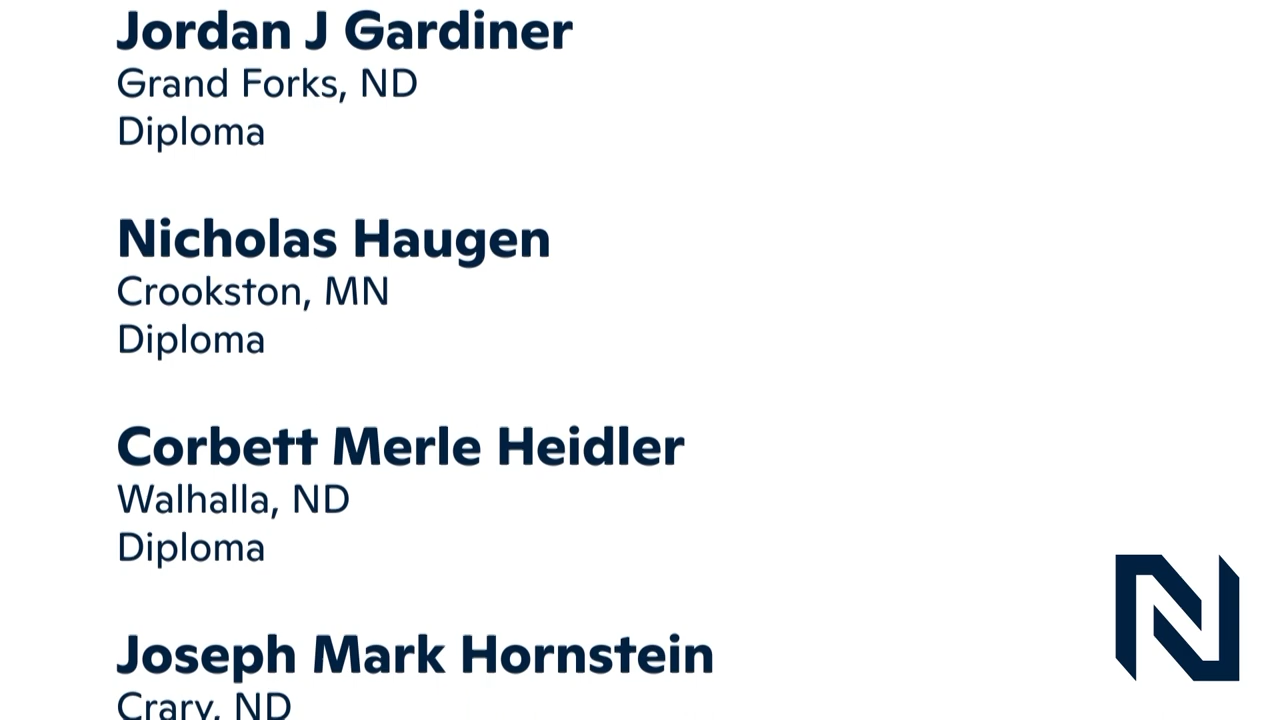 Jordan J Gardiner
Grand Forks, ND
Diploma
Nicholas Haugen
Crookston, MN
Diploma
Corbett Merle Heidler
Walhalla, ND
Diploma
Joseph Mark Hornstein
Crary, ND
N